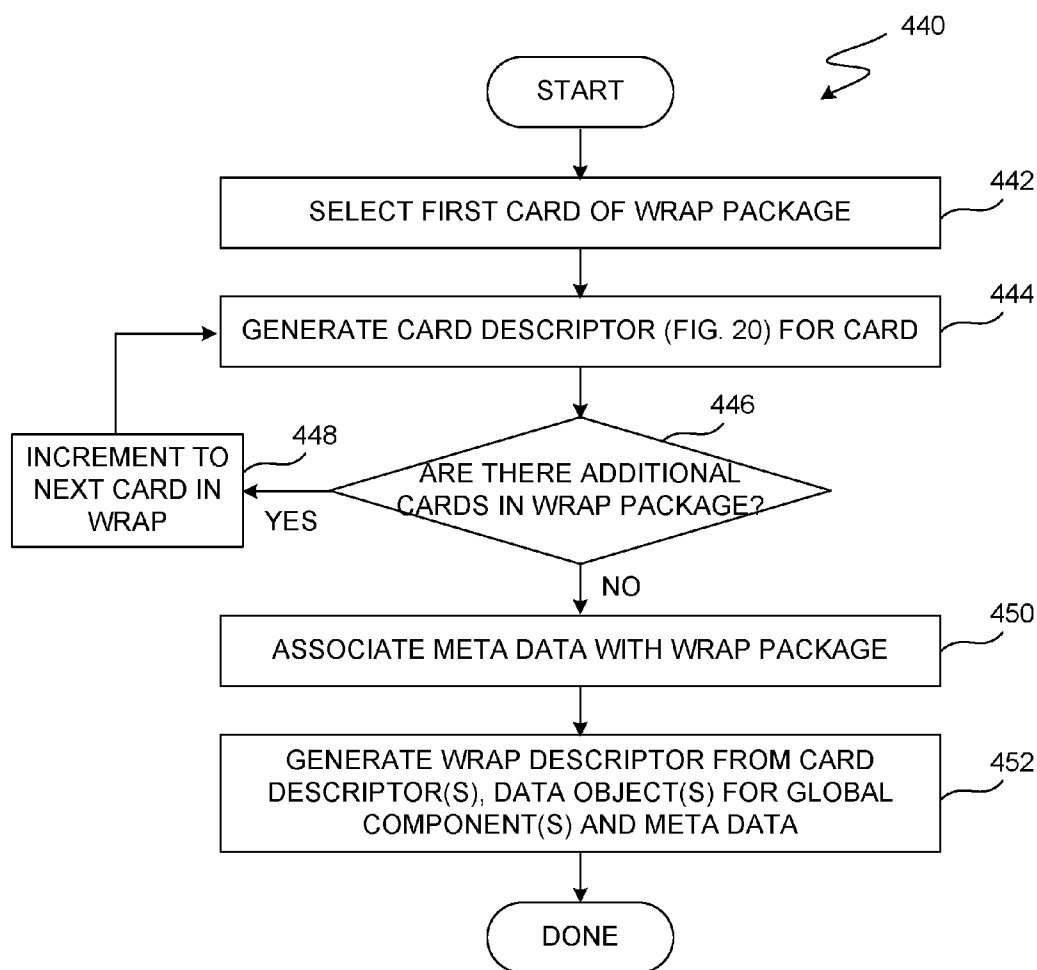 440
START
442
SELECT FIRST CARD OF WRAP PACKAGE
444
GENERATE CARD DESCRIPTOR (FIG. 20) FOR CARD
446
448
INCREMENT TO
NEXT CARD IN
WRAP
ARE THERE ADDITIONAL
CARDS IN WRAP PACKAGE?
YES
NO
450
ASSOCIATE META DATA WITH WRAP PACKAGE
452
GENERATE WRAP DESCRIPTOR FROM CARD
DESCRIPTOR(S), DATA OBJECT(S) FOR GLOBAL
COMPONENT(S) AND META DATA
DONE